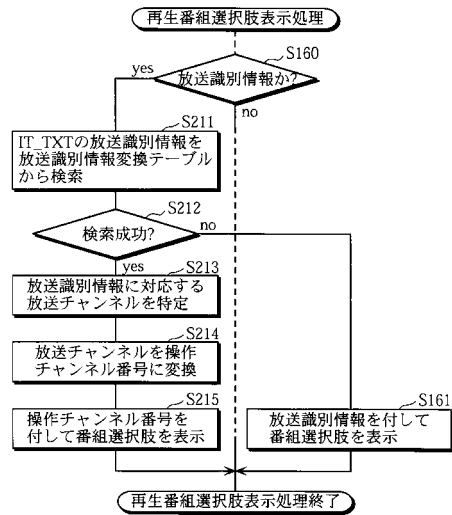 再生番組選択肢表示処理
S160
yes
放送識別情報か?
no
S211
IT_TXTの放送識別情報を
放送識別情報変換テーブル
から検索
S212
検索成功?
no
yes
S213
放送識別情報に対応する
放送チャンネルを特定
S214
放送チャンネルを操作
チャンネル番号に変換
S215
操作チャンネル番号を
付して番組選択肢を表示
S161
放送識別情報を付して
番組選択肢を表示
再生番組選択肢表示処理終了